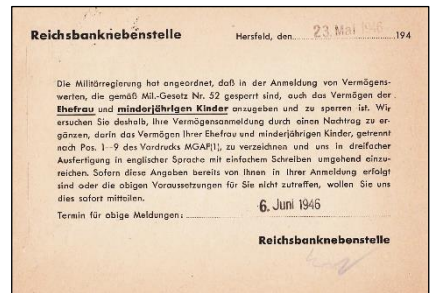 Reichsbanknebenstelle Hersfeld, den 23. Mai 1946 194
Die Militärregierung hat angeordnet, daß in der Anmeldung von Vermögens-
werten, die gemäß Mil.-Gesetz Nr. 52 gesperrt sind, auch das Vermögen der
Ehefrau und minderjährigen Kinder anzugeben und zu sperren ist. Wir
ersuchen Sie deshalb, Ihre Vermögensanmeldung durch einen Nachtrag zu er-
gänzen, darin das Vermögen Ihrer Ehefrau und minderjährigen Kinder, getrennt
nach Pos. 1—9 des Vordrucks MGAF(1), zu verzeichnen und uns in dreifacher
Ausfertigung in englischer Sprache mit einfachem Schreiben umgehend einzu-
reichen. Sofern diese Angaben bereits von Ihnen in Ihrer Anmeldung erfolgt
sind oder die obigen Voraussetzungen für Sie nicht zutreffen, wollen Sie uns
dies sofort mitteilen.
Termin für obige Meldungen: 6. Juni 1946
Reichsbanknebenstelle